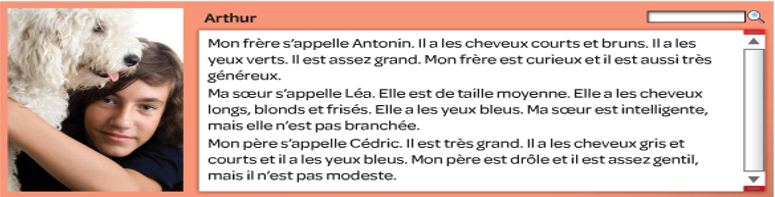 Arthur
Mon frère s'appelle Antonin. Il a les cheveux courts et bruns. Il a les
yeux verts. Il est assez grand. Mon frère est curieux et il est aussi très
généreux.
Ma sœur s'appelle Léa. Elle est de taille moyenne. Elle a les cheveux
longs, blonds et frisés. Elle a les yeux bleus. Ma sœur est intelligente,
mais elle n'est pas branchée.
Mon père s'appelle Cédric. Il est très grand. Il a les cheveux gris et
courts et il a les yeux bleus. Mon père est drôle et il est assez gentil,
mais il n'est pas modeste.